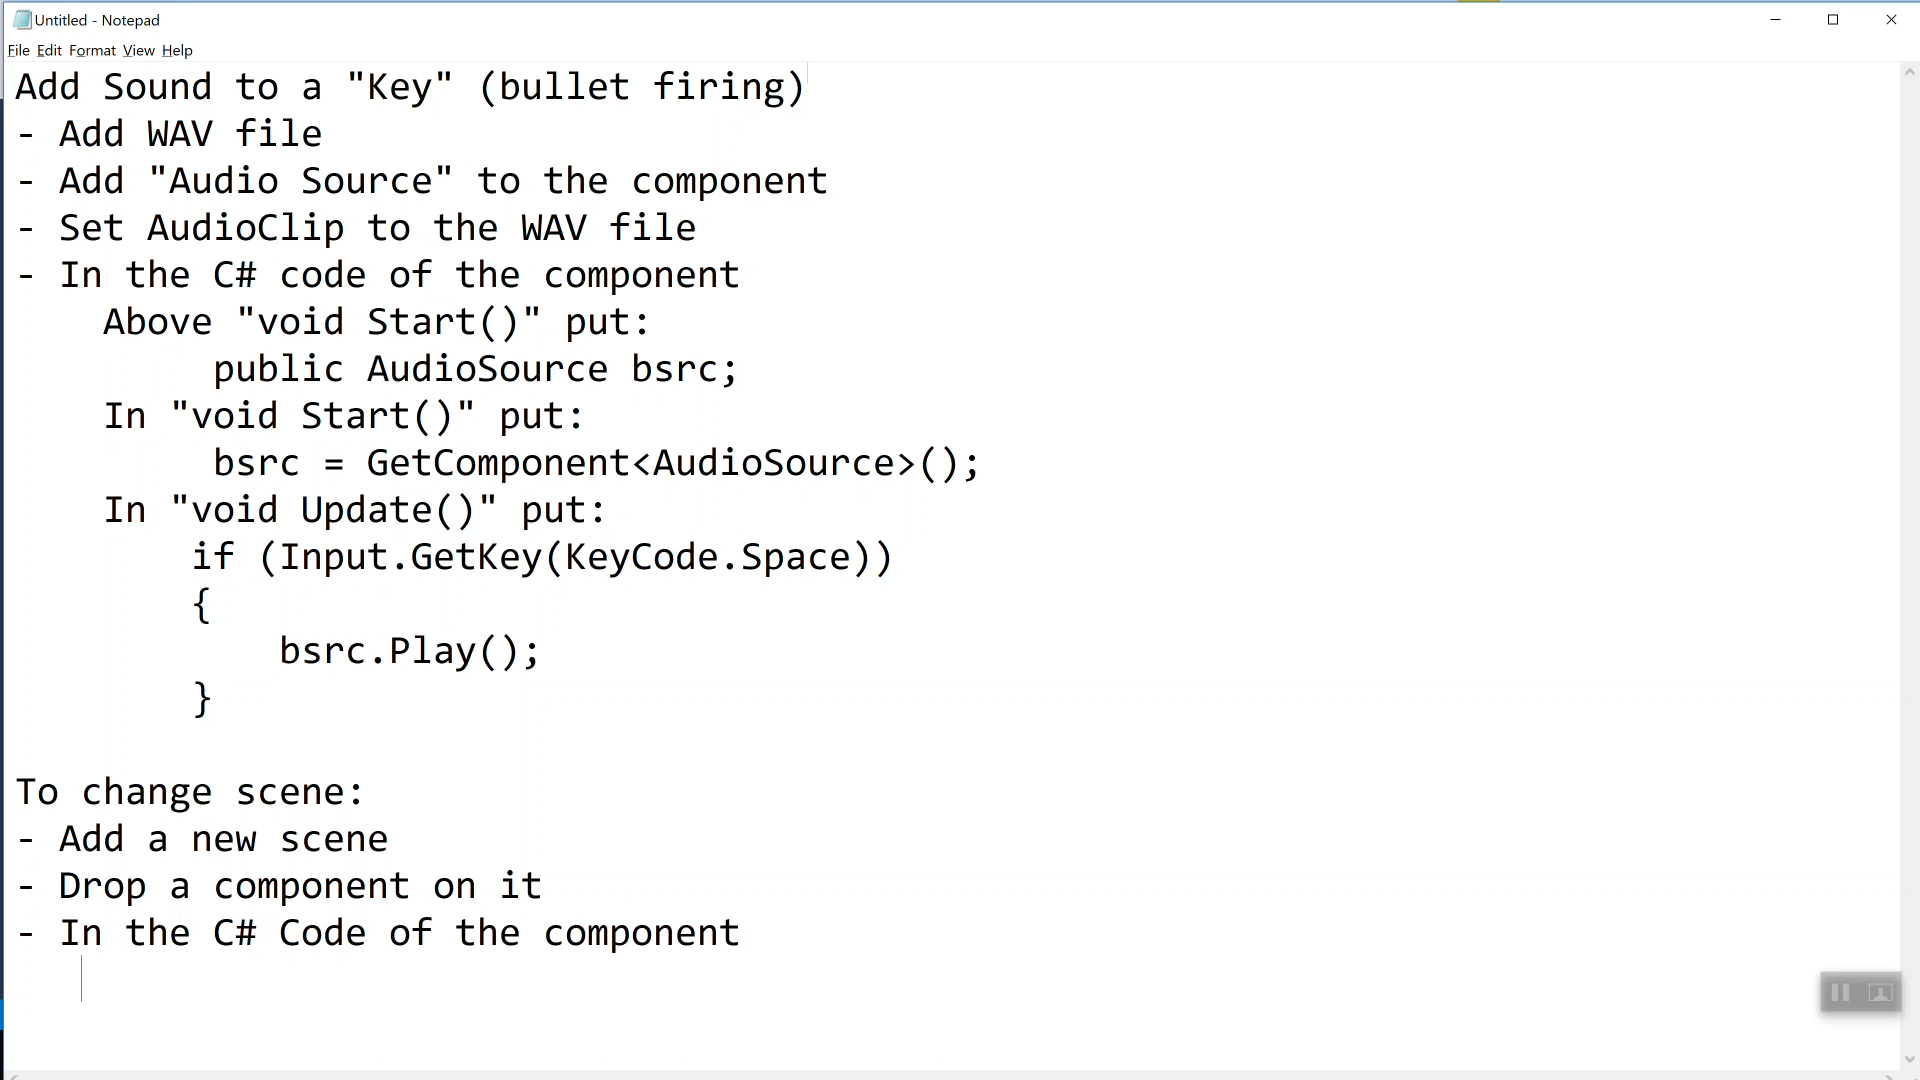 Untitled - Notepad
File Edit Format View Help
Add Sound to a "Key" (bullet firing)
- Add WAV file
- Add "Audio Source" to the component
- Set AudioClip to the WAV file
- In the C# code of the component
    Above "void Start()" put:
         public AudioSource bsrc;
    In "void Start()" put:
         bsrc = GetComponent<AudioSource>();
    In "void Update()" put:
        if (Input.GetKey(KeyCode.Space))
        {
            bsrc.Play();
        }
To change scene:
- Add a new scene
- Drop a component on it
- In the C# Code of the component